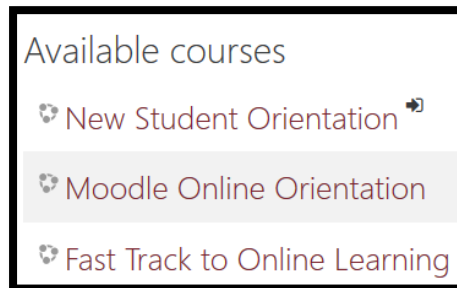 Available courses
New Student Orientation
Moodle Online Orientation
Fast Track to Online Learning